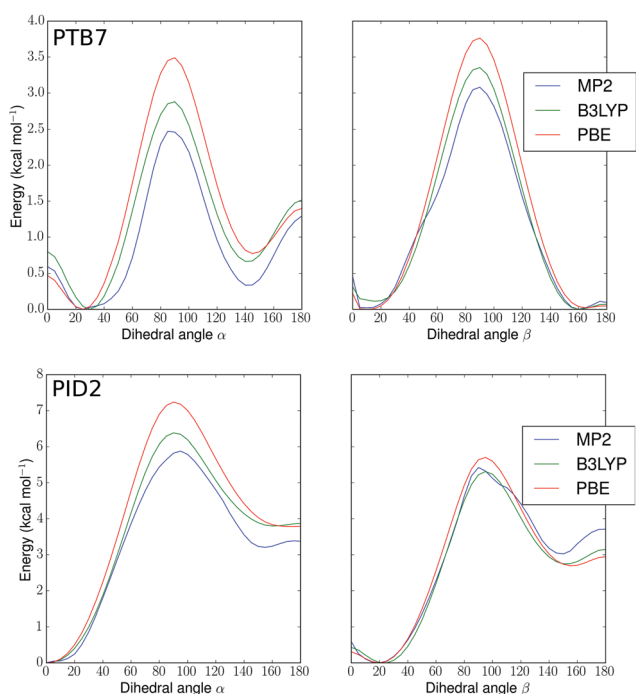 PTB7
4.0
3.5
3.0
2.5
2.0
1.5
1.0
0.5
0.0
Energy (kcal mol⁻¹)
0 20 40 60 80 100 120 140 160 180
Dihedral angle α
MP2
B3LYP
PBE
0 20 40 60 80 100 120 140 160 180
Dihedral angle β
PID2
8
7
6
5
4
3
2
1
0
Energy (kcal mol⁻¹)
0 20 40 60 80 100 120 140 160 180
Dihedral angle α
MP2
B3LYP
PBE
0 20 40 60 80 100 120 140 160 180
Dihedral angle β